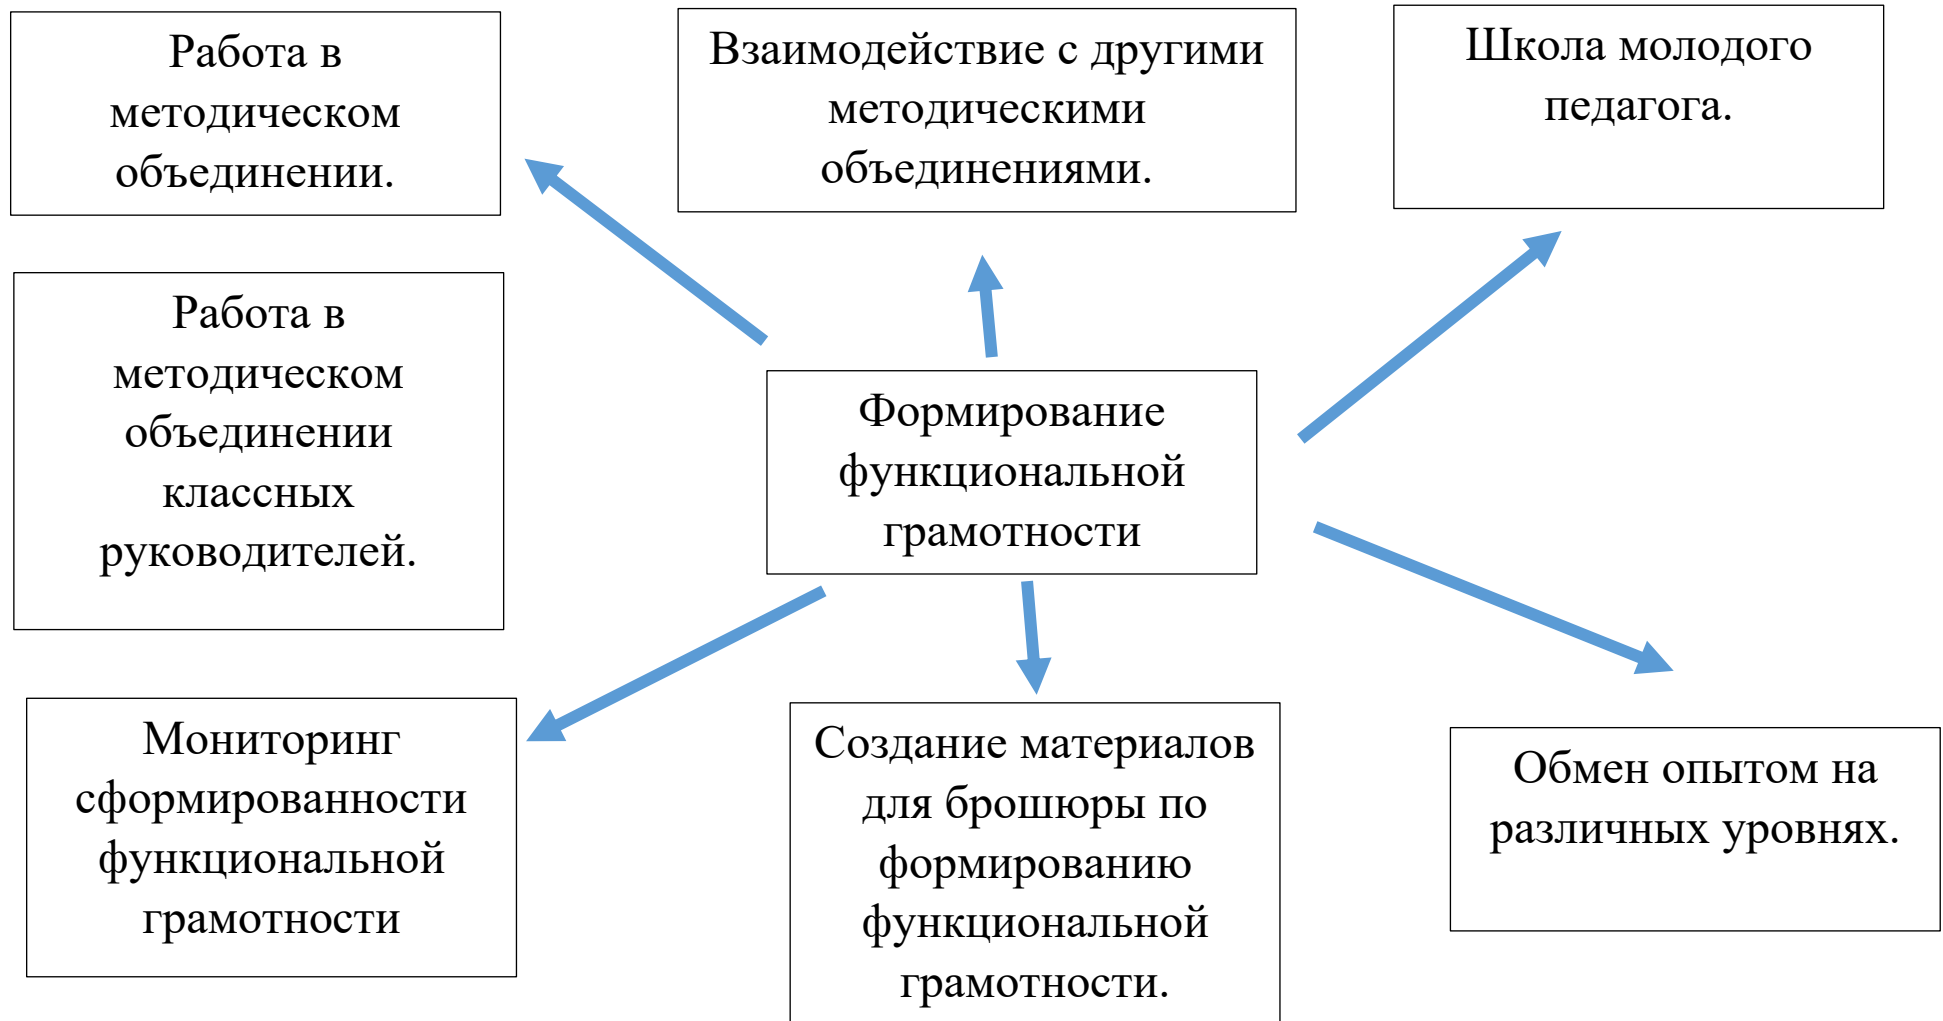 Работа в
методическом
объединении.
Взаимодействие с другими
методическими
объединениями.
Школа молодого
педагога.
Работа в
методическом
объединении
классных
руководителей.
Формирование
функциональной
грамотности
Мониторинг
сформированности
функциональной
грамотности
Создание материалов
для брошюры по
формированию
функциональной
грамотности.
Обмен опытом на
различных уровнях.